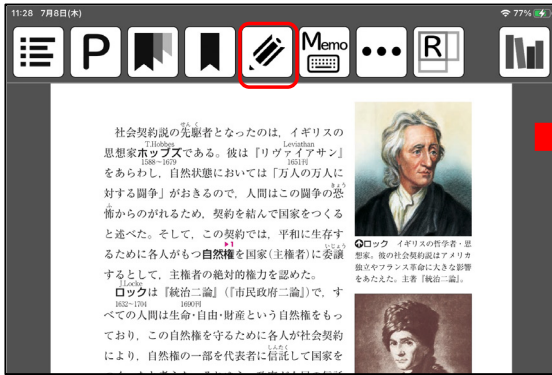 11:28 7月8日(木)
77%
P
Memo
R
社会契約説の先駆者となったのは，イギリスの
思想家ホッブズである。彼は『リヴァイアサン』
をあらわし，自然状態においては「万人の万人に
対する闘争」がおきるので，人間はこの闘争の恐
怖からのがれるため，契約を結んで国家をつくる
と述べた。そして，この契約では，平和に生存す
るために各人がもつ自然権を国家(主権者)に委譲
するとして，主権者の絶対的権力を認めた。
ロックは『統治二論』(『市民政府二論』)で，す
べての人間は生命・自由・財産という自然権をもっ
ており，この自然権を守るために各人が社会契約
により，自然権の一部を代表者に信託して国家を
せんく
T.Hobbes
Leviathan
1588〜1679
1651刊
きょう
ふ
▶1
いじょう
J.Locke
1632〜1704
1690刊
しんたく
ロック イギリスの哲学者・思
想家。彼の社会契約説はアメリカ
独立やフランス革命に大きな影響
をあたえた。主著『統治二論』。